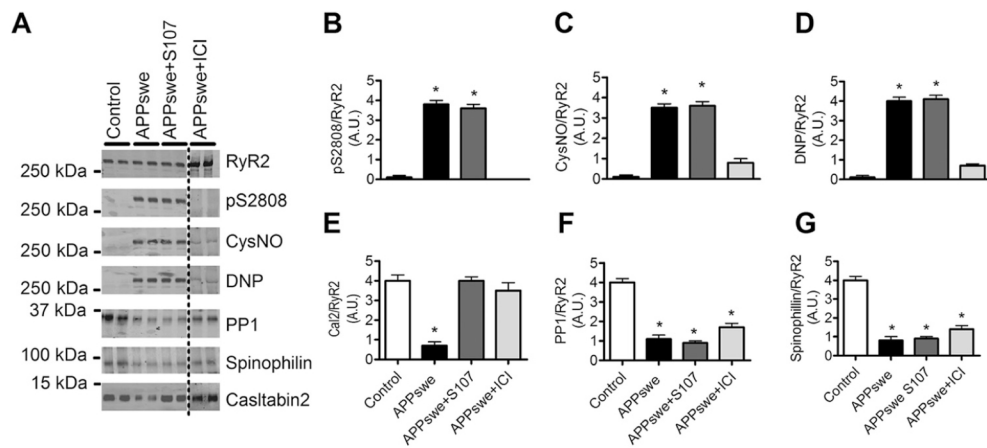 A
Control
APPswe
APPswe+S107
APPswe+ICI
250 kDa
RyR2
250 kDa
pS2808
250 kDa
CysNO
250 kDa
DNP
37 kDa
PP1
100 kDa
Spinophilin
15 kDa
Casltabin2
B
pS2808/RyR2
(A.U.)
5
4
3
2
1
0
* *
C
CysNO/RyR2
(A.U.)
5
4
3
2
1
0
* *
D
DNP/RyR2
(A.U.)
5
4
3
2
1
0
* *
E
Cal2/RyR2
(A.U.)
5
4
3
2
1
0
*
Control
APPswe
APPswe+S107
APPswe+ICI
F
PP1/RyR2
(A.U.)
5
4
3
2
1
0
* * *
Control
APPswe
APPswe+S107
APPswe+ICI
G
Spinophillin/RyR2
(A.U.)
5
4
3
2
1
0
* * *
Control
APPswe
APPswe S107
APPswe+ICI